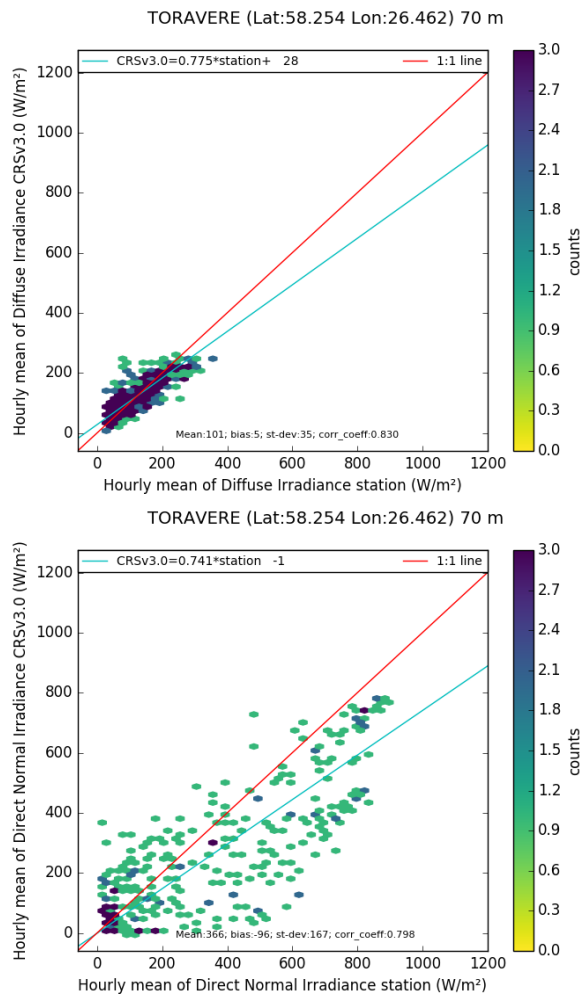 TORAVERE (Lat:58.254 Lon:26.462) 70 m
CRSv3.0=0.775*station+ 28
1:1 line
1200
1000
800
600
400
200
0
Hourly mean of Diffuse Irradiance CRSv3.0 (W/m²)
Mean:101; bias:5; st-dev:35; corr_coeff:0.830
0 200 400 600 800 1000 1200
Hourly mean of Diffuse Irradiance station (W/m²)
3.0
2.7
2.4
2.1
1.8
1.5
1.2
0.9
0.6
0.3
0.0
counts
TORAVERE (Lat:58.254 Lon:26.462) 70 m
CRSv3.0=0.741*station -1
1:1 line
1200
1000
800
600
400
200
0
Hourly mean of Direct Normal Irradiance CRSv3.0 (W/m²)
Mean:366; bias:-96; st-dev:167; corr_coeff:0.798
0 200 400 600 800 1000 1200
Hourly mean of Direct Normal Irradiance station (W/m²)
3.0
2.7
2.4
2.1
1.8
1.5
1.2
0.9
0.6
0.3
0.0
counts